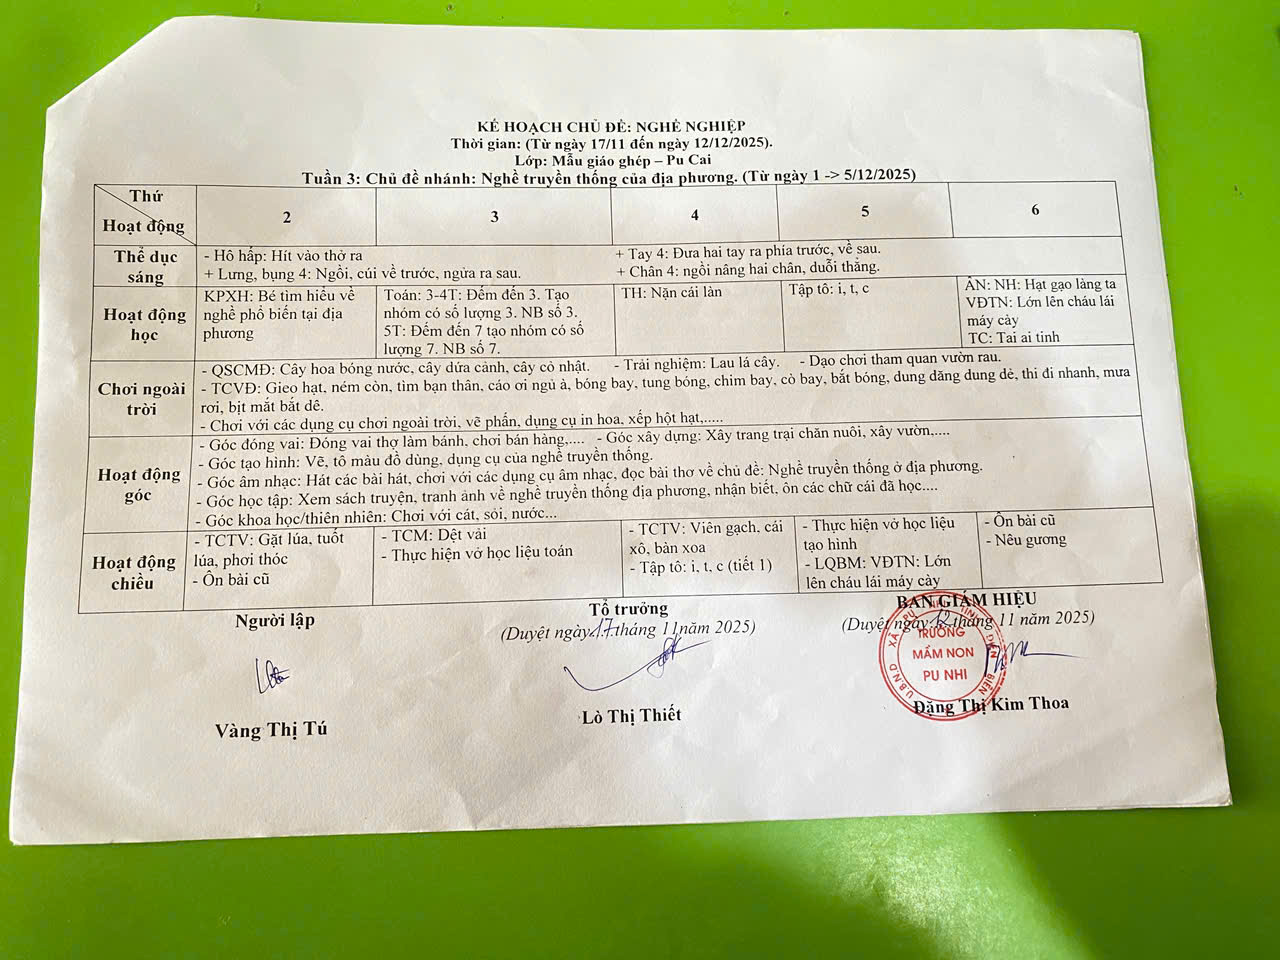 KẾ HOẠCH CHỦ ĐỀ: NGHỀ NGHIỆP
Thời gian: (Từ ngày 17/11 đến ngày 12/12/2025).
Lớp: Mẫu giáo ghép – Pu Cai
Tuần 3: Chủ đề nhánh: Nghề truyền thống của địa phương. (Từ ngày 1 -> 5/12/2025)
Thứ
Hoạt động
2
3
4
5
6
Thể dục sáng
- Hô hấp: Hít vào thở ra
+ Lưng, bụng 4: Ngồi, cúi về trước, ngửa ra sau.
+ Tay 4: Đưa hai tay ra phía trước, về sau.
+ Chân 4: ngồi nâng hai chân, duỗi thẳng.
Hoạt động học
KPXH: Bé tìm hiểu về
nghề phổ biến tại địa
phương
Toán: 3-4T: Đếm đến 3. Tạo
nhóm có số lượng 3. NB số 3.
5T: Đếm đến 7 tạo nhóm có số
lượng 7. NB số 7.
TH: Nặn cái làn
Tập tô: i, t, c
ÂN: NH: Hạt gạo làng ta
VĐTN: Lớn lên cháu lái
máy cày
TC: Tai ai tinh
Chơi ngoài trời
- QSCMĐ: Cây hoa bóng nước, cây dứa cảnh, cây cỏ nhật. - Trải nghiệm: Lau lá cây. - Dạo chơi tham quan vườn rau.
- TCVĐ: Gieo hạt, ném còn, tìm bạn thân, cáo ơi ngủ à, bóng bay, tung bóng, chim bay, cò bay, bắt bóng, dung dăng dung dẻ, thi đi nhanh, mưa
rơi, bịt mắt bắt dê.
- Chơi với các dụng cụ chơi ngoài trời, vẽ phấn, dụng cụ in hoa, xếp hột hạt,.....
Hoạt động góc
- Góc đóng vai: Đóng vai thợ làm bánh, chơi bán hàng,.... - Góc xây dựng: Xây trang trại chăn nuôi, xây vườn,....
- Góc tạo hình: Vẽ, tô màu đồ dùng, dụng cụ của nghề truyền thống.
- Góc âm nhạc: Hát các bài hát, chơi với các dụng cụ âm nhạc, đọc bài thơ về chủ đề: Nghề truyền thống ở địa phương.
- Góc học tập: Xem sách truyện, tranh ảnh về nghề truyền thống địa phương, nhận biết, ôn các chữ cái đã học....
- Góc khoa học/thiên nhiên: Chơi với cát, sỏi, nước...
Hoạt động chiều
- TCTV: Gặt lúa, tuốt
lúa, phơi thóc
- Ôn bài cũ
- TCM: Dệt vải
- Thực hiện vở học liệu toán
- TCTV: Viên gạch, cái
xô, bàn xoa
- Tập tô: i, t, c (tiết 1)
- Thực hiện vở học liệu
tạo hình
- LQBM: VĐTN: Lớn
lên cháu lái máy cày
- Ôn bài cũ
- Nêu gương
Người lập
Tổ trưởng
BAN GIÁM HIỆU
(Duyệt ngày 17 tháng 11 năm 2025)
(Duyệt ngày 12 tháng 11 năm 2025)
U.B.N.D XÃ PU NHI TỈNH ĐIỆN BIÊN
TRƯỜNG
MẦM NON
PU NHI
Vàng Thị Tú
Lò Thị Thiết
Đặng Thị Kim Thoa